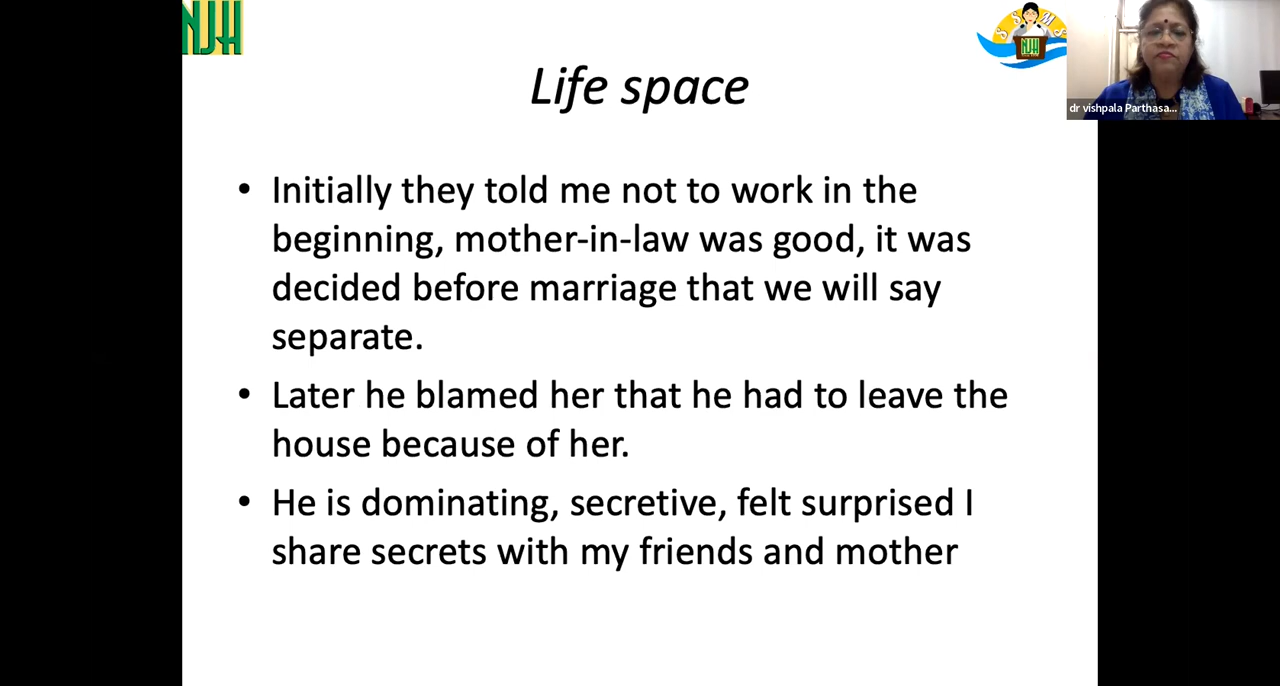 NJH
S S M S
NJH
dr vishpala Parthasa...
Life space
• Initially they told me not to work in the
beginning, mother-in-law was good, it was
decided before marriage that we will say
separate.
• Later he blamed her that he had to leave the
house because of her.
• He is dominating, secretive, felt surprised I
share secrets with my friends and mother